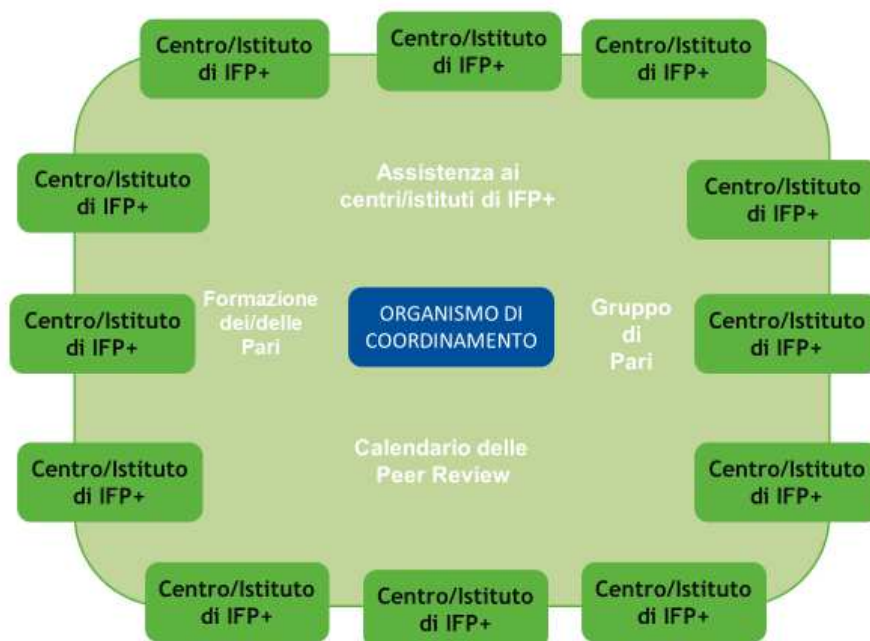 Centro/Istituto
di IFP+
Centro/Istituto
di IFP+
Centro/Istituto
di IFP+
Centro/Istituto
di IFP+
Assistenza ai
centri/istituti di IFP+
Centro/Istituto
di IFP+
Centro/Istituto
di IFP+
Formazione
dei/delle
Pari
ORGANISMO DI
COORDINAMENTO
Gruppo
di
Pari
Centro/Istituto
di IFP+
Centro/Istituto
di IFP+
Calendario delle
Peer Review
Centro/Istituto
di IFP+
Centro/Istituto
di IFP+
Centro/Istituto
di IFP+
Centro/Istituto
di IFP+